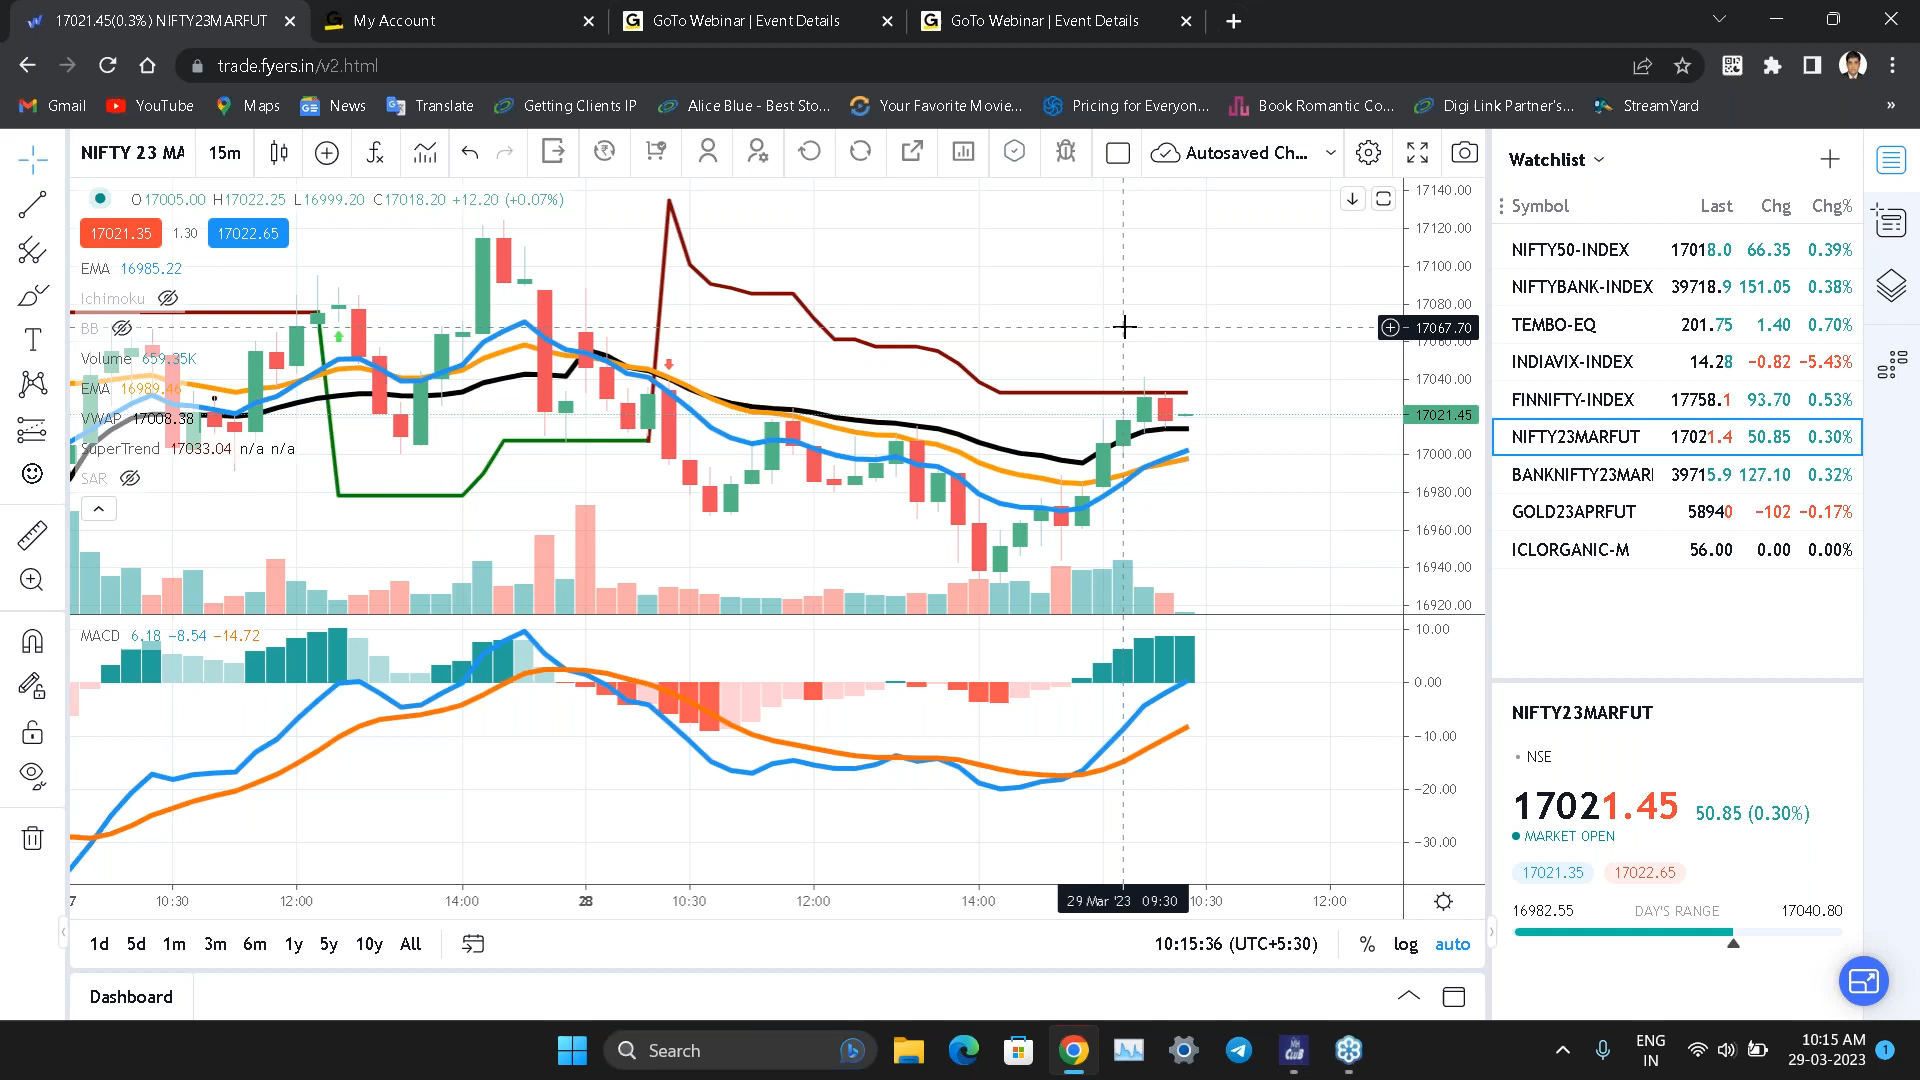 17021.45(0.3%) NIFTY23MARFUT
My Account
GoTo Webinar | Event Details
GoTo Webinar | Event Details
trade.fyers.in/v2.html
Gmail
YouTube
Maps
News
Translate
Getting Clients IP
Alice Blue - Best Sto...
Your Favorite Movie...
Pricing for Everyon...
Book Romantic Co...
Digi Link Partner's...
StreamYard
»
NIFTY 23 MA
15m
Autosaved Ch...
O17005.00 H17022.25 L16999.20 C17018.20 +12.20 (+0.07%)
17021.35
1.30
17022.65
EMA 16985.22
Ichimoku
BB
Volume 659.35K
EMA 16989.46
VWAP 17008.38
SuperTrend 17033.04 n/a n/a
SAR
17140.00
17120.00
17100.00
17080.00
17067.70
17060.00
17040.00
17021.45
17000.00
16980.00
16960.00
16940.00
16920.00
MACD 6.18 −8.54 −14.72
10.00
0.00
−10.00
−20.00
−30.00
7
10:30
12:00
14:00
28
10:30
12:00
14:00
29 Mar '23 09:30
10:30
12:00
1d 5d 1m 3m 6m 1y 5y 10y All
10:15:36 (UTC+5:30)
% log auto
Dashboard
Watchlist
Symbol Last Chg Chg%
NIFTY50-INDEX 17018.0 66.35 0.39%
NIFTYBANK-INDEX 39718.9 151.05 0.38%
TEMBO-EQ 201.75 1.40 0.70%
INDIAVIX-INDEX 14.28 −0.82 −5.43%
FINNIFTY-INDEX 17758.1 93.70 0.53%
NIFTY23MARFUT 17021.4 50.85 0.30%
BANKNIFTY23MARI 39715.9 127.10 0.32%
GOLD23APRFUT 58940 −102 −0.17%
ICLORGANIC-M 56.00 0.00 0.00%
NIFTY23MARFUT
• NSE
17021.45 50.85 (0.30%)
MARKET OPEN
17021.35
17022.65
16982.55 DAY'S RANGE 17040.80
Search
MH CLUB
ENG
IN
10:15 AM
29-03-2023
1